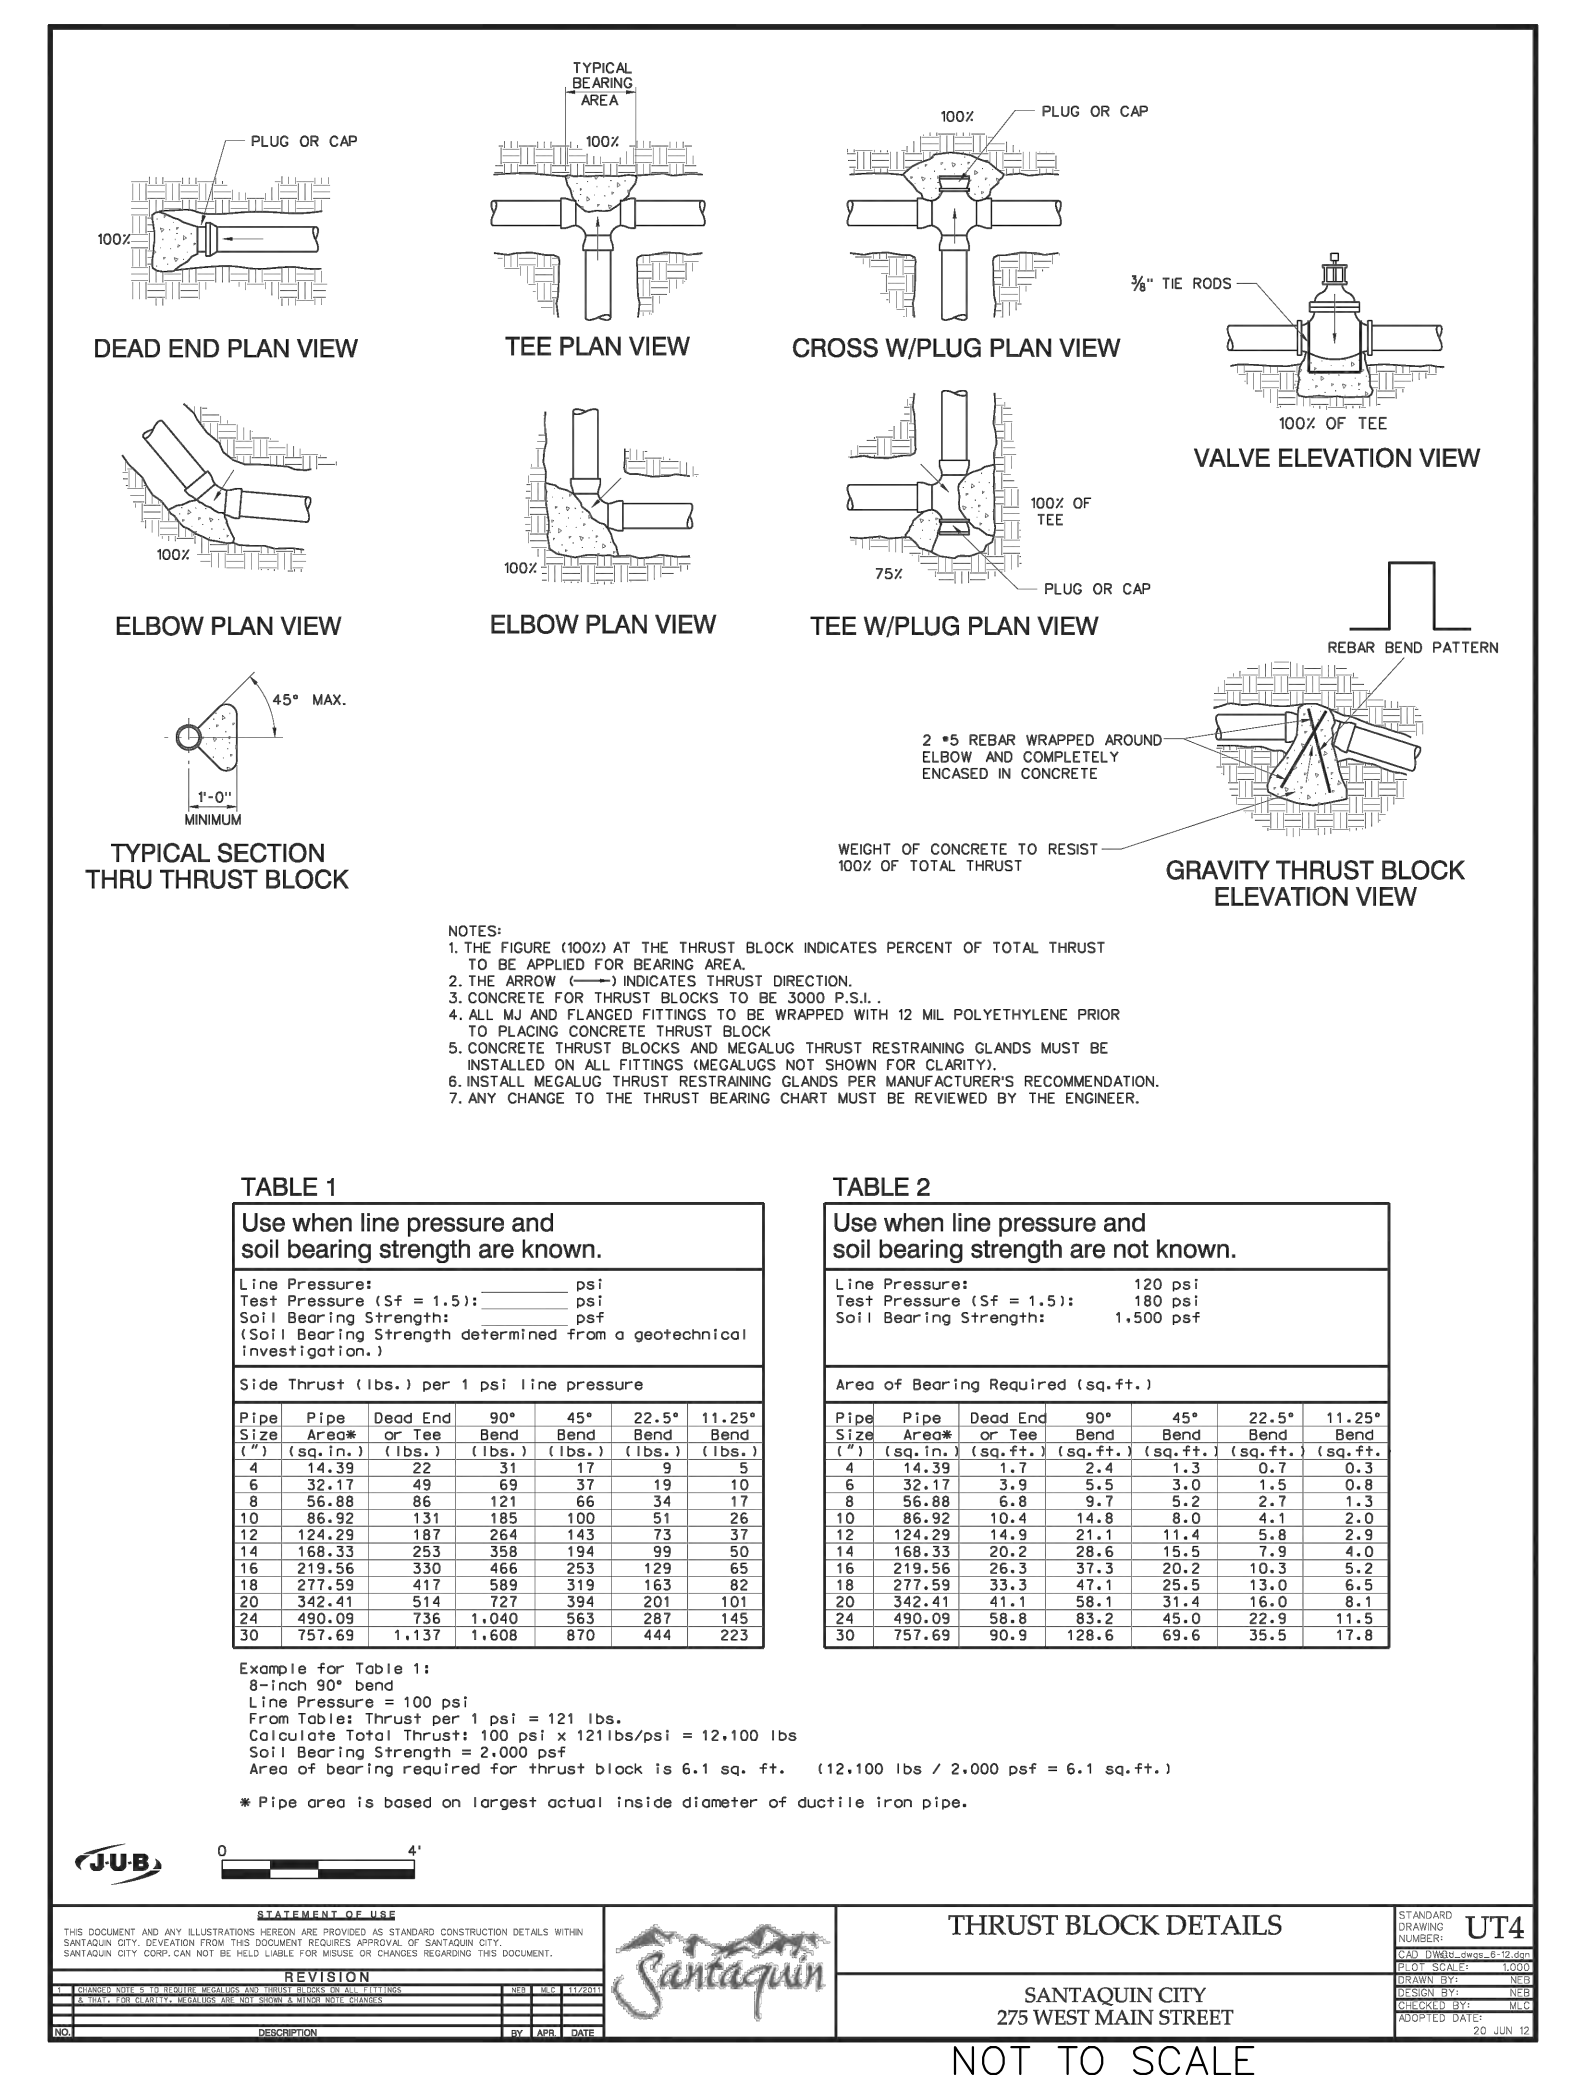 TYPICAL
BEARING
AREA
100%
PLUG OR CAP
100%
DEAD END PLAN VIEW
TEE PLAN VIEW
100%
PLUG OR CAP
CROSS W/PLUG PLAN VIEW
⅜" TIE RODS
100% OF TEE
VALVE ELEVATION VIEW
100%
ELBOW PLAN VIEW
100%
ELBOW PLAN VIEW
100% OF
TEE
75%
PLUG OR CAP
TEE W/PLUG PLAN VIEW
REBAR BEND PATTERN
45° MAX.
1'-0"
MINIMUM
TYPICAL SECTION
THRU THRUST BLOCK
2 #5 REBAR WRAPPED AROUND
ELBOW AND COMPLETELY
ENCASED IN CONCRETE
WEIGHT OF CONCRETE TO RESIST
100% OF TOTAL THRUST
GRAVITY THRUST BLOCK
ELEVATION VIEW
NOTES:
1. THE FIGURE (100%) AT THE THRUST BLOCK INDICATES PERCENT OF TOTAL THRUST
TO BE APPLIED FOR BEARING AREA.
2. THE ARROW (⟶) INDICATES THRUST DIRECTION.
3. CONCRETE FOR THRUST BLOCKS TO BE 3000 P.S.I. .
4. ALL MJ AND FLANGED FITTINGS TO BE WRAPPED WITH 12 MIL POLYETHYLENE PRIOR
TO PLACING CONCRETE THRUST BLOCK
5. CONCRETE THRUST BLOCKS AND MEGALUG THRUST RESTRAINING GLANDS MUST BE
INSTALLED ON ALL FITTINGS (MEGALUGS NOT SHOWN FOR CLARITY).
6. INSTALL MEGALUG THRUST RESTRAINING GLANDS PER MANUFACTURER'S RECOMMENDATION.
7. ANY CHANGE TO THE THRUST BEARING CHART MUST BE REVIEWED BY THE ENGINEER.
TABLE 1
Use when line pressure and
soil bearing strength are known.
Line Pressure: psi
Test Pressure (Sf = 1.5): psi
Soil Bearing Strength: psf
(Soil Bearing Strength determined from a geotechnical
investigation.)
Side Thrust (lbs.) per 1 psi line pressure
Pipe Pipe Dead End 90° 45° 22.5° 11.25°
Size Area* or Tee Bend Bend Bend Bend
(") (sq.in.) (lbs.) (lbs.) (lbs.) (lbs.) (lbs.)
4 14.39 22 31 17 9 5
6 32.17 49 69 37 19 10
8 56.88 86 121 66 34 17
10 86.92 131 185 100 51 26
12 124.29 187 264 143 73 37
14 168.33 253 358 194 99 50
16 219.56 330 466 253 129 65
18 277.59 417 589 319 163 82
20 342.41 514 727 394 201 101
24 490.09 736 1,040 563 287 145
30 757.69 1,137 1,608 870 444 223
TABLE 2
Use when line pressure and
soil bearing strength are not known.
Line Pressure: 120 psi
Test Pressure (Sf = 1.5): 180 psi
Soil Bearing Strength: 1,500 psf
Area of Bearing Required (sq.ft.)
Pipe Pipe Dead End 90° 45° 22.5° 11.25°
Size Area* or Tee Bend Bend Bend Bend
(") (sq.in.) (sq.ft.) (sq.ft.) (sq.ft.) (sq.ft.) (sq.ft.
4 14.39 1.7 2.4 1.3 0.7 0.3
6 32.17 3.9 5.5 3.0 1.5 0.8
8 56.88 6.8 9.7 5.2 2.7 1.3
10 86.92 10.4 14.8 8.0 4.1 2.0
12 124.29 14.9 21.1 11.4 5.8 2.9
14 168.33 20.2 28.6 15.5 7.9 4.0
16 219.56 26.3 37.3 20.2 10.3 5.2
18 277.59 33.3 47.1 25.5 13.0 6.5
20 342.41 41.1 58.1 31.4 16.0 8.1
24 490.09 58.8 83.2 45.0 22.9 11.5
30 757.69 90.9 128.6 69.6 35.5 17.8
Example for Table 1:
8-inch 90° bend
Line Pressure = 100 psi
From Table: Thrust per 1 psi = 121 lbs.
Calculate Total Thrust: 100 psi x 121lbs/psi = 12,100 lbs
Soil Bearing Strength = 2,000 psf
Area of bearing required for thrust block is 6.1 sq. ft. (12,100 lbs / 2,000 psf = 6.1 sq.ft.)
* Pipe area is based on largest actual inside diameter of ductile iron pipe.
J-U-B
0 4'
STATEMENT OF USE
THIS DOCUMENT AND ANY ILLUSTRATIONS HEREON ARE PROVIDED AS STANDARD CONSTRUCTION DETAILS WITHIN
SANTAQUIN CITY. DEVEATION FROM THIS DOCUMENT REQUIRES APPROVAL OF SANTAQUIN CITY.
SANTAQUIN CITY CORP. CAN NOT BE HELD LIABLE FOR MISUSE OR CHANGES REGARDING THIS DOCUMENT.
REVISION
1 CHANGED NOTE 5 TO REQUIRE MEGALUGS AND THRUST BLOCKS ON ALL FITTINGS NEB MLC 11/2011
& THAT, FOR CLARITY, MEGALUGS ARE NOT SHOWN & MINOR NOTE CHANGES
NO. DESCRIPTION BY APR. DATE
Santaquin
THRUST BLOCK DETAILS
SANTAQUIN CITY
275 WEST MAIN STREET
STANDARD
DRAWING
NUMBER:
UT4
CAD DWG: _dwgs_6-12.dgn
PLOT SCALE: 1.000
DRAWN BY: NEB
DESIGN BY: NEB
CHECKED BY: MLC
ADOPTED DATE:
20 JUN 12
NOT TO SCALE